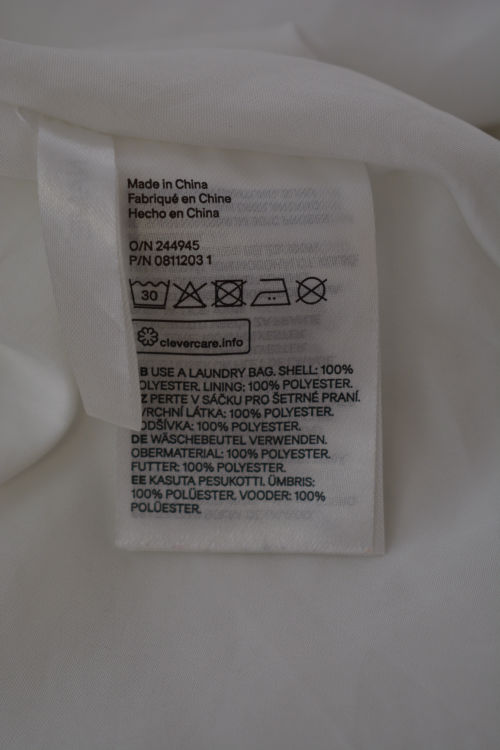 Made in China
Fabriqué en Chine
Hecho en China
O/N 244945
P/N 0811203 1
30
clevercare.info
USE A LAUNDRY BAG. SHELL: 100%
POLYESTER. LINING: 100% POLYESTER.
PERTE V SÁČKU PRO ŠETRNÉ PRANÍ.
VRCHNÍ LÁTKA: 100% POLYESTER.
PODŠÍVKA: 100% POLYESTER.
DE WÄSCHEBEUTEL VERWENDEN.
OBERMATERIAL: 100% POLYESTER.
FUTTER: 100% POLYESTER.
EE KASUTA PESUKOTTI. ÜMBRIS:
100% POLÜESTER. VOODER: 100%
POLÜESTER.